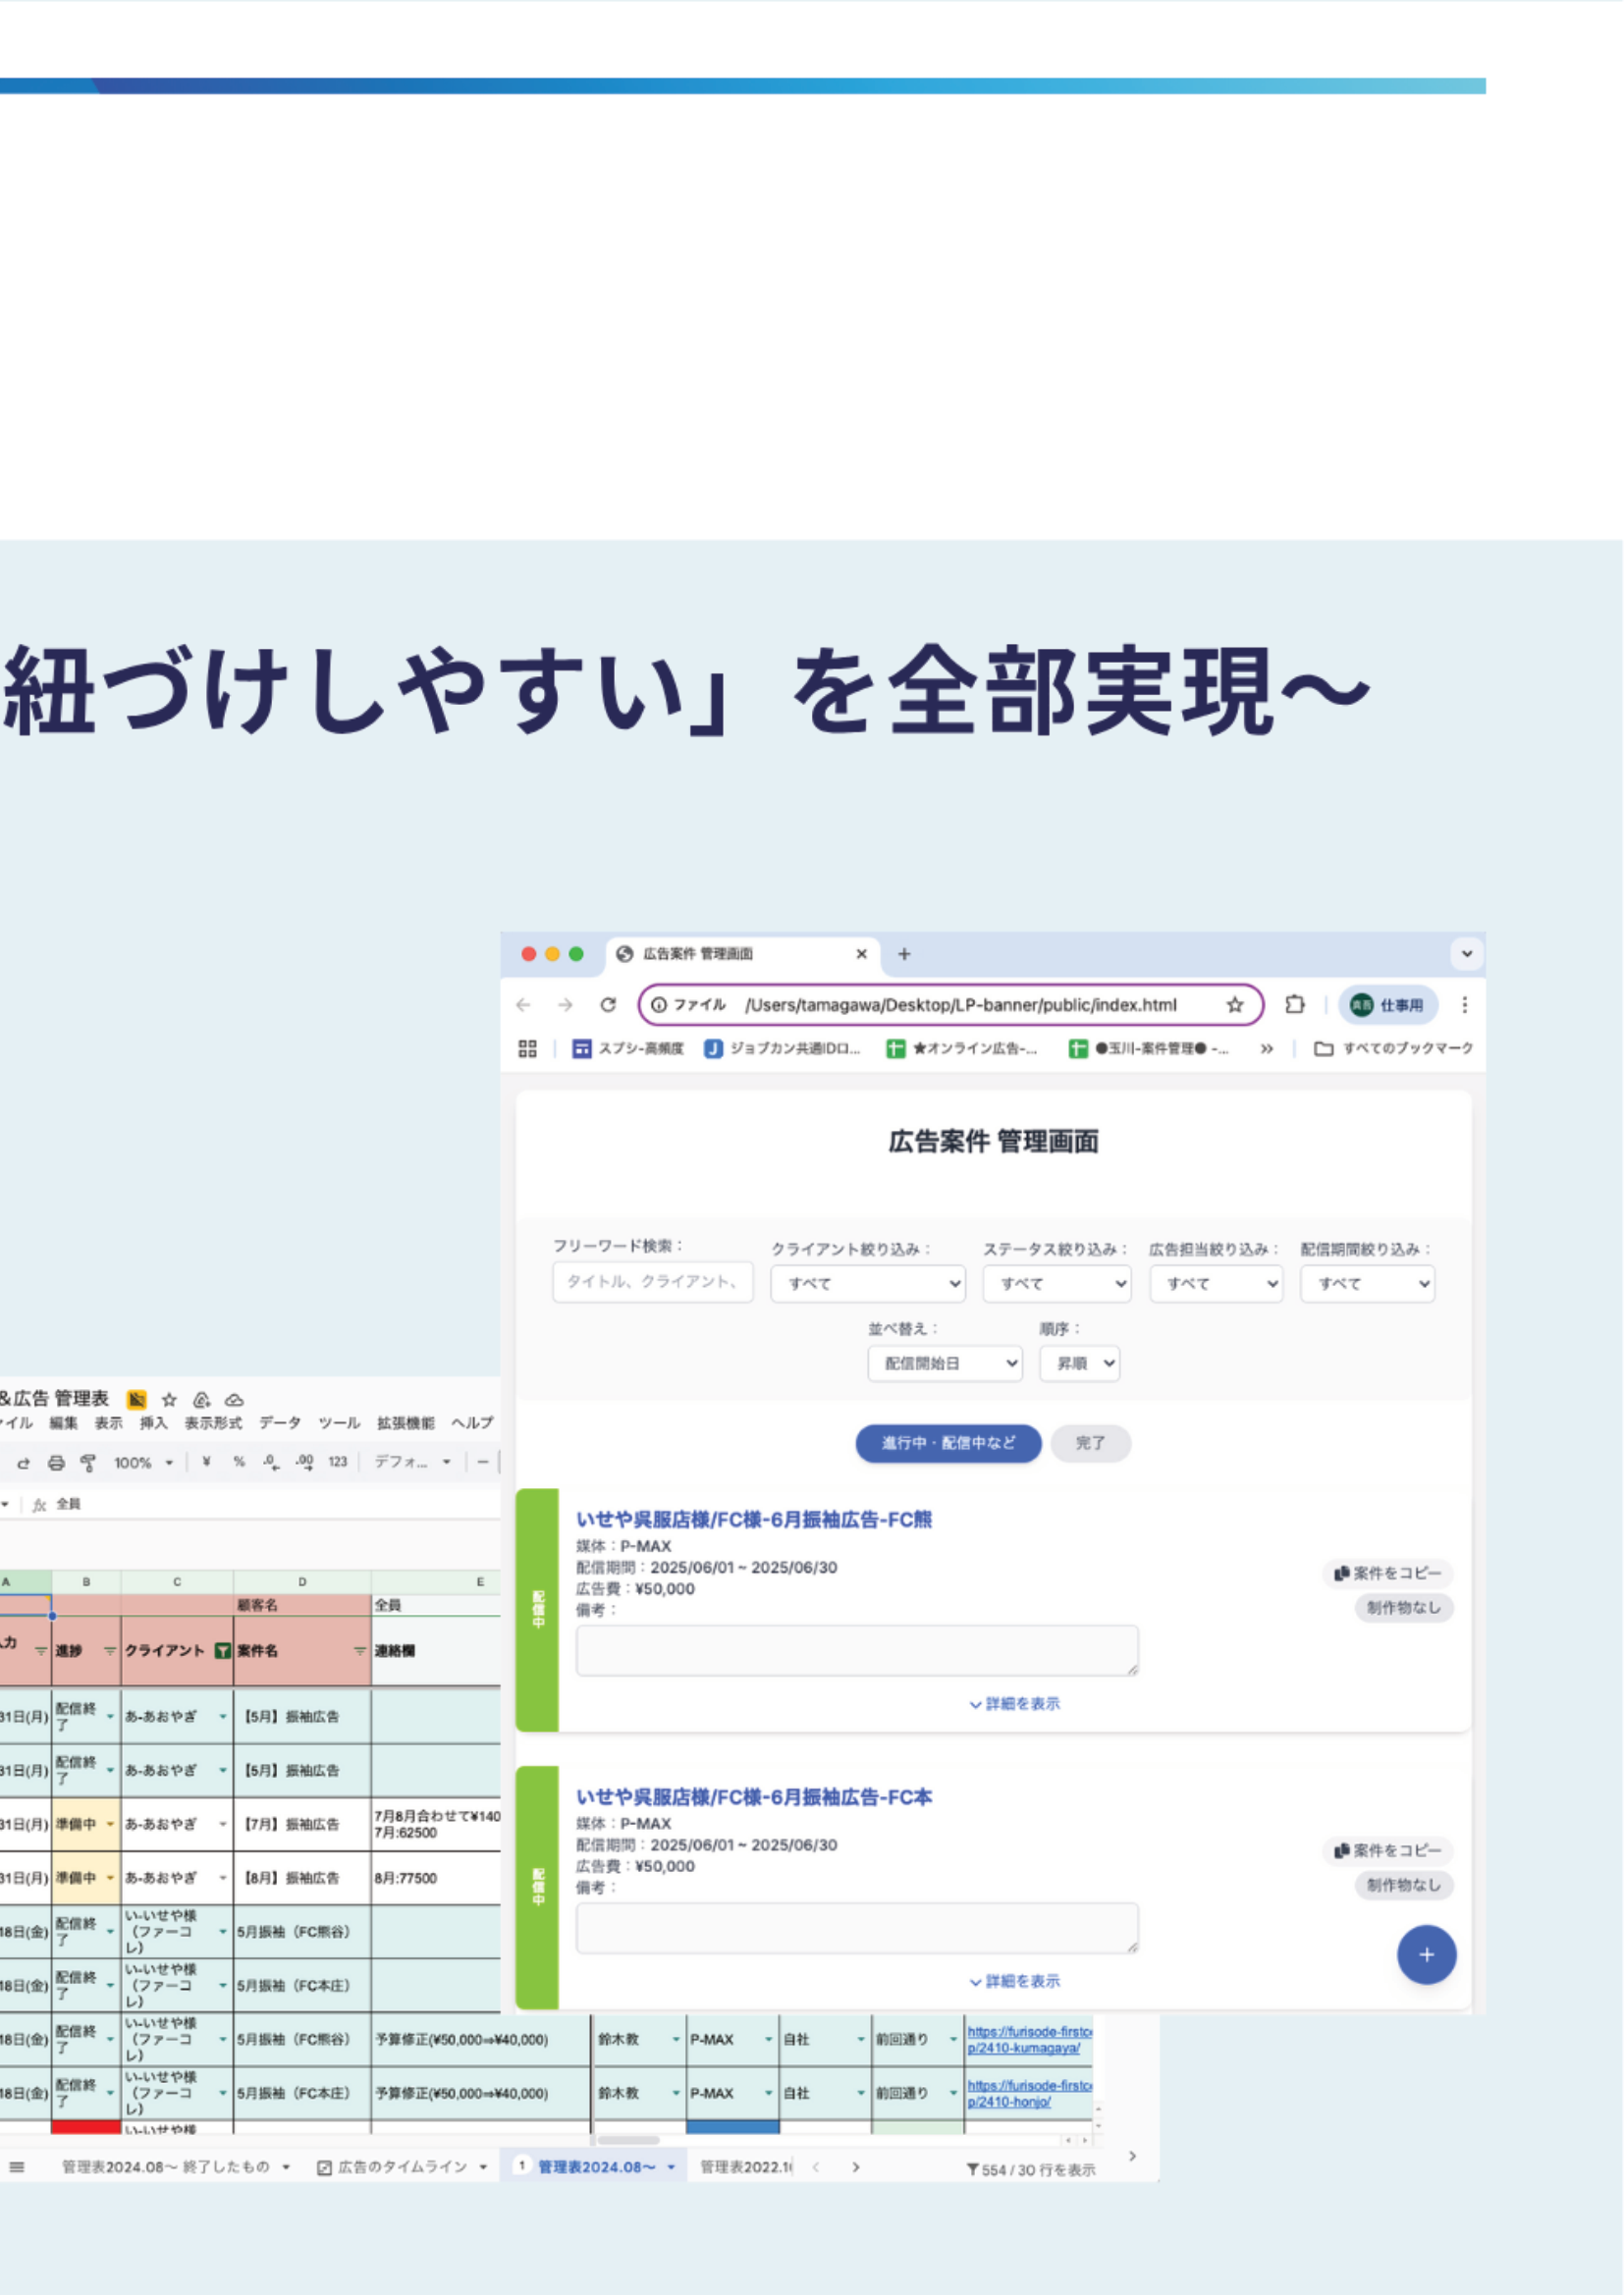 紐づけしやすい」を全部実現〜
広告案件 管理画面
ファイル /Users/tamagawa/Desktop/LP-banner/public/index.html
仕事用
スプシ-高頻度 ジョブカン共通IDロ... ★オンライン広告-... ●玉川-案件管理● -... すべてのブックマーク
広告案件 管理画面
フリーワード検索： クライアント絞り込み： ステータス絞り込み： 広告担当絞り込み： 配信期間絞り込み：
タイトル、クライアント、 すべて すべて すべて すべて
並べ替え： 順序：
配信開始日 昇順
進行中・配信中など 完了
配信中
いせや呉服店様/FC様-6月振袖広告-FC熊
媒体：P-MAX
配信期間：2025/06/01 ~ 2025/06/30
広告費：¥50,000
備考：
案件をコピー
制作物なし
詳細を表示
配信中
いせや呉服店様/FC様-6月振袖広告-FC本
媒体：P-MAX
配信期間：2025/06/01 ~ 2025/06/30
広告費：¥50,000
備考：
案件をコピー
制作物なし
+
詳細を表示
&広告 管理表
イル 編集 表示 挿入 表示形式 データ ツール 拡張機能 ヘルプ
100% ¥ % .0 .00 123 デフォ... −
fx 全員
A B C D E
顧客名 全員
力 進捗 クライアント 案件名 連絡欄
31日(月) 配信終了 あ-あおやぎ 【5月】振袖広告
31日(月) 配信終了 あ-あおやぎ 【5月】振袖広告
31日(月) 準備中 あ-あおやぎ 【7月】振袖広告 7月8月合わせて¥140
7月:62500
31日(月) 準備中 あ-あおやぎ 【8月】振袖広告 8月:77500
18日(金) 配信終了 い-いせや様（ファーコレ） 5月振袖（FC熊谷）
18日(金) 配信終了 い-いせや様（ファーコレ） 5月振袖（FC本庄）
18日(金) 配信終了 い-いせや様（ファーコレ） 5月振袖（FC熊谷） 予算修正(¥50,000⇒¥40,000) 鈴木教 P-MAX 自社 前回通り https://furisode-firstc
p/2410-kumagaya/
18日(金) 配信終了 い-いせや様（ファーコレ） 5月振袖（FC本庄） 予算修正(¥50,000⇒¥40,000) 鈴木教 P-MAX 自社 前回通り https://furisode-firstc
p/2410-honjo/
い-いせや様
管理表2024.08〜 終了したもの 広告のタイムライン 1 管理表2024.08〜 管理表2022.1 554 / 30 行を表示